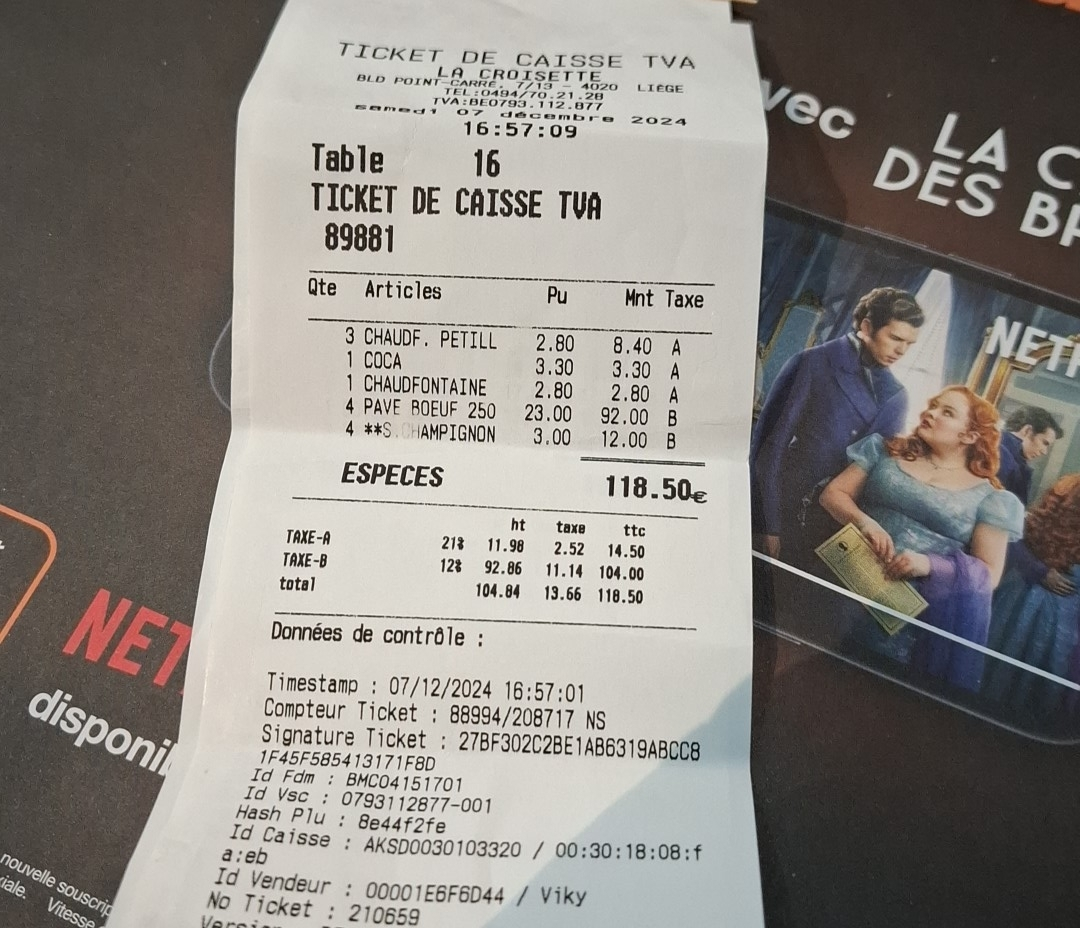 TICKET DE CAISSE TVA
LA CROISETTE
BLD POINT-CARRE, 7/13 - 4020 LIÈGE
TEL:0494/70.21.28
TVA:BE0793.112.877
samedi 07 décembre 2024
16:57:09
Table 16
TICKET DE CAISSE TVA
89881
Qte Articles Pu Mnt Taxe
3 CHAUDF. PETILL 2.80 8.40 A
1 COCA 3.30 3.30 A
1 CHAUDFONTAINE 2.80 2.80 A
4 PAVE BOEUF 250 23.00 92.00 B
4 **S.CHAMPIGNON 3.00 12.00 B
ESPECES 118.50€
ht taxe ttc
TAXE-A 21% 11.98 2.52 14.50
TAXE-B 12% 92.86 11.14 104.00
total 104.84 13.66 118.50
Données de contrôle :
Timestamp : 07/12/2024 16:57:01
Compteur Ticket : 88994/208717 NS
Signature Ticket : 27BF302C2BE1AB6319ABCC8
1F45F585413171F8D
Id Fdm : BMC04151701
Id Vsc : 0793112877-001
Hash Plu : 8e44f2fe
Id Caisse : AKSD0030103320 / 00:30:18:08:f
a:eb
Id Vendeur : 00001E6F6D44 / Viky
No Ticket : 210659
vec
LA C
DES BR
NETF
NET
disponi
nouvelle souscrip
iale. Vitesse